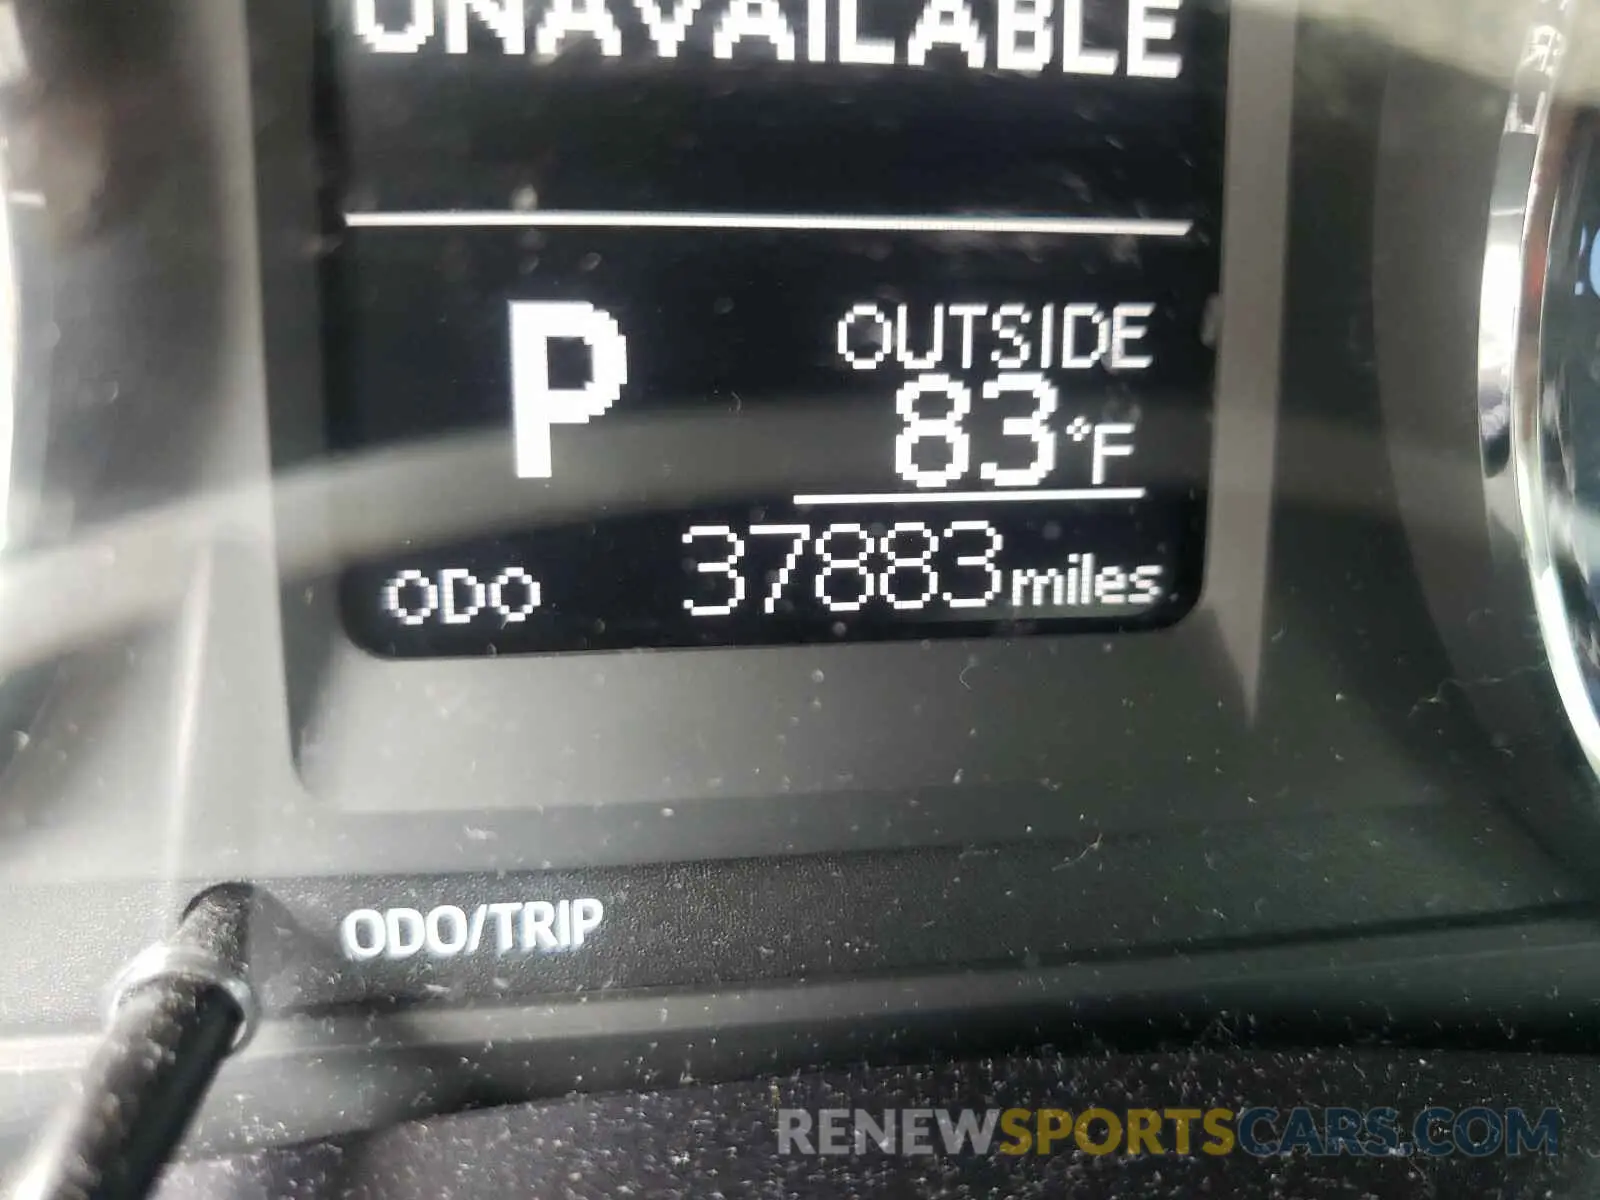 UNAVAILABLE
P
OUTSIDE
83°F
ODO 37883 miles
ODO/TRIP
RENEWSPORTSCARS.COM